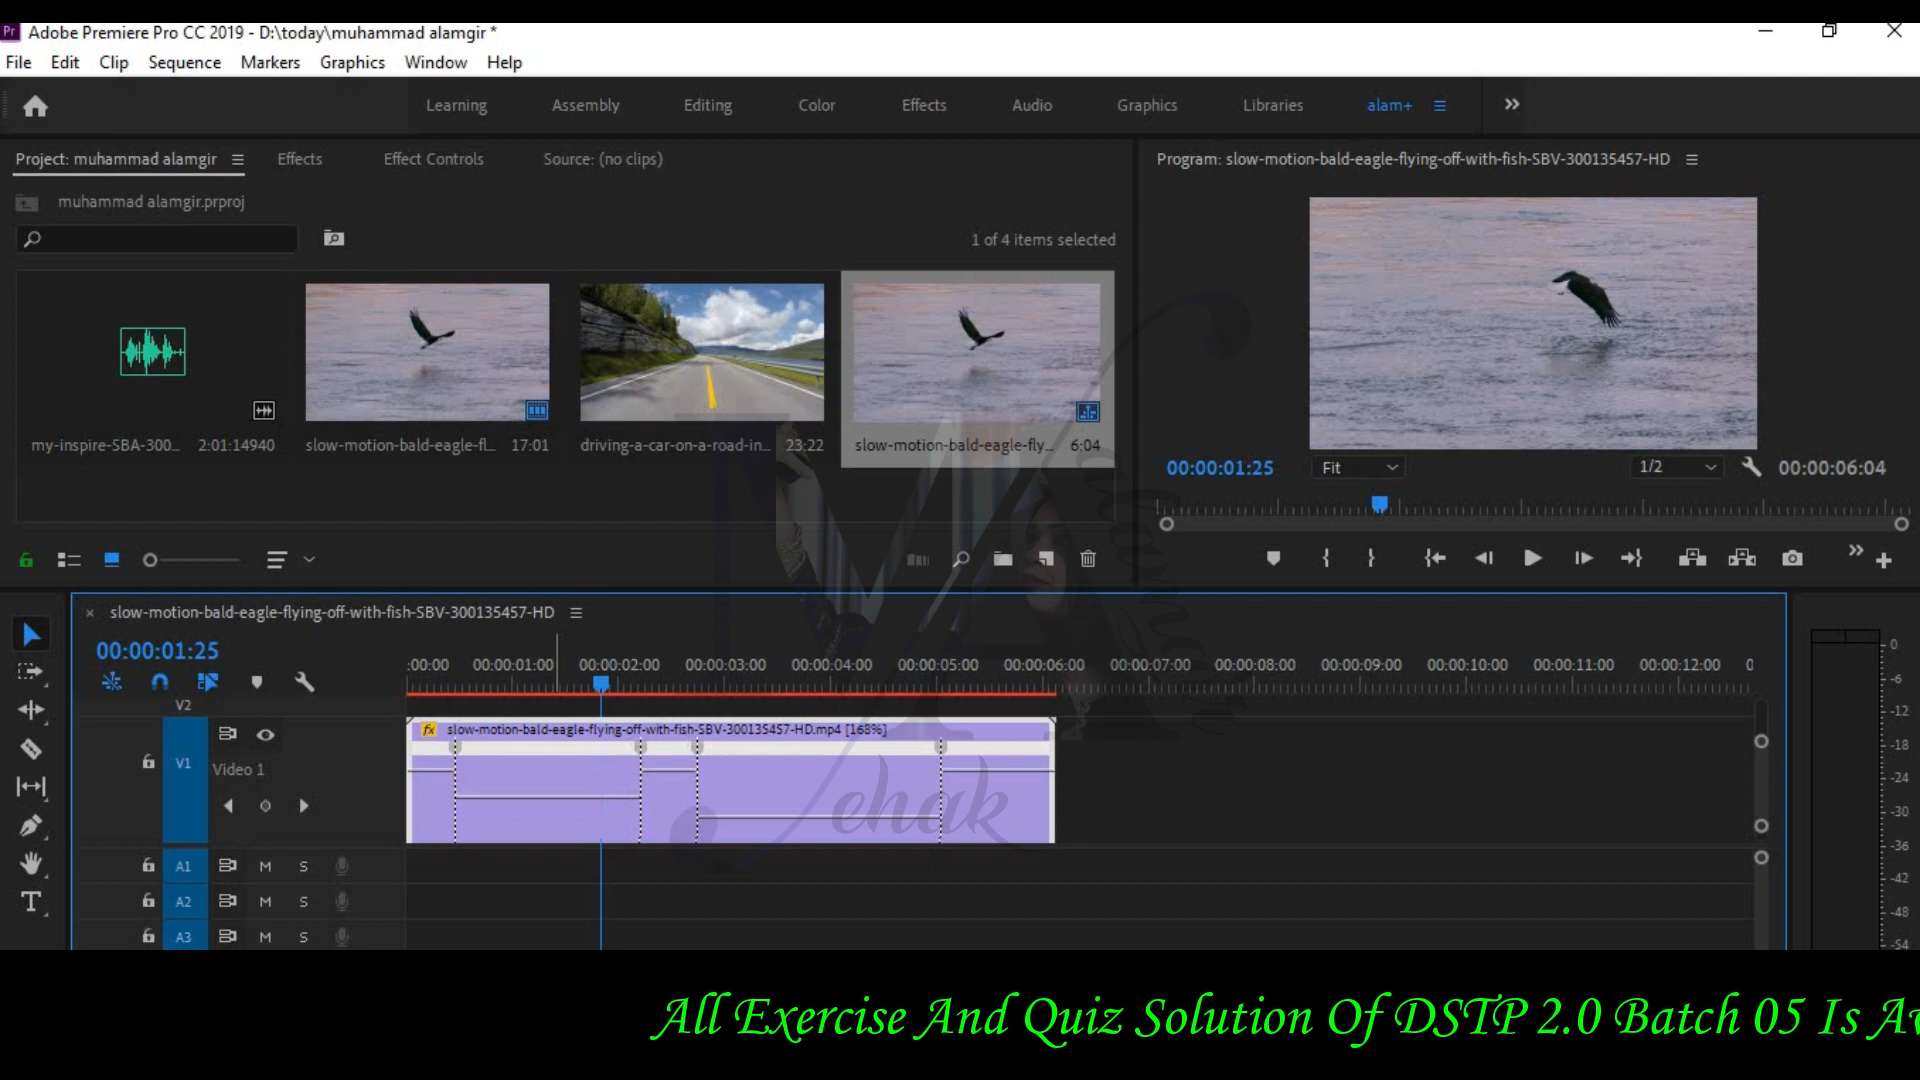 Pr Adobe Premiere Pro CC 2019 - D:\today\muhammad alamgir *
File Edit Clip Sequence Markers Graphics Window Help
Learning Assembly Editing Color Effects Audio Graphics Libraries alam+
Project: muhammad alamgir Effects Effect Controls Source: (no clips)
muhammad alamgir.prproj
1 of 4 items selected
my-inspire-SBA-300... 2:01:14940
slow-motion-bald-eagle-fl... 17:01
driving-a-car-on-a-road-in... 23:22
slow-motion-bald-eagle-fly... 6:04
Program: slow-motion-bald-eagle-flying-off-with-fish-SBV-300135457-HD
00:00:01:25 Fit 1/2 00:00:06:04
slow-motion-bald-eagle-flying-off-with-fish-SBV-300135457-HD
00:00:01:25
:00:00 00:00:01:00 00:00:02:00 00:00:03:00 00:00:04:00 00:00:05:00 00:00:06:00 00:00:07:00 00:00:08:00 00:00:09:00 00:00:10:00 00:00:11:00 00:00:12:00 0
V2
fx slow-motion-bald-eagle-flying-off-with-fish-SBV-300135457-HD.mp4 [168%]
V1 Video 1
A1 M S
A2 M S
A3 M S
0
-6
-12
-18
-24
-30
-36
-42
-48
-54
ehak
All Exercise And Quiz Solution Of DSTP 2.0 Batch 05 Is Av